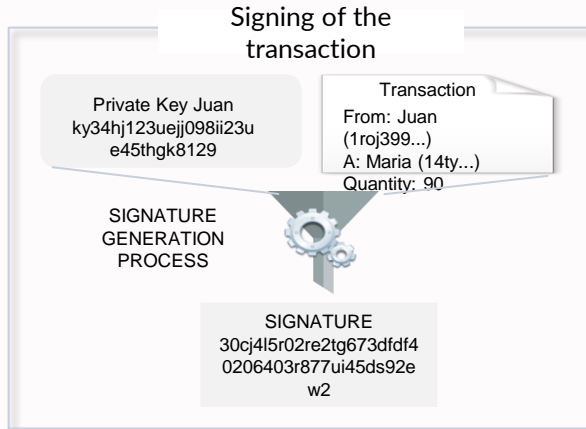 Signing of the
transaction
Private Key Juan
ky34hj123uejj098ii23u
e45thgk8129
Transaction
From: Juan
(1roj399...)
A: Maria (14ty...)
Quantity: 90
SIGNATURE
GENERATION
PROCESS
SIGNATURE
30cj4l5r02re2tg673dfdf4
0206403r877ui45ds92e
w2